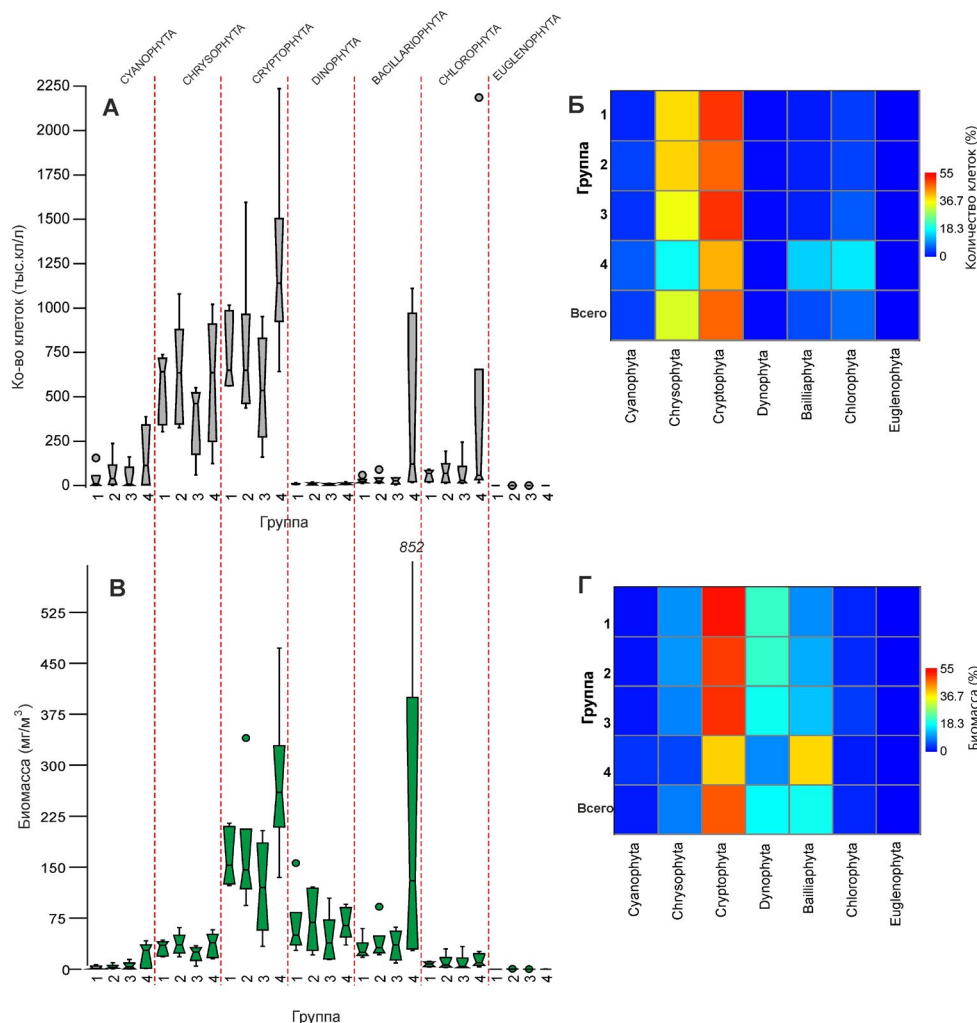 CYANOPHYTA
CHRYSOPHYTA
CRYPTOPHYTA
DINOPHYTA
BACILLARIOPHYTA
CHLOROPHYTA
EUGLENOPHYTA
А
Ко-во клеток (тыс.кл/л)
2250
2000
1750
1500
1250
1000
750
500
250
0
1 2 3 4 1 2 3 4 1 2 3 4 1 2 3 4 1 2 3 4 1 2 3 4 1 2 3 4
Группа
Б
Группа
1
2
3
4
Всего
Cyanophyta
Chrysophyta
Cryptophyta
Dynophyta
Bailliaphyta
Chlorophyta
Euglenophyta
55
36.7
18.3
0
Количество клеток (%)
В
852
Биомасса (мг/м³)
525
450
375
300
225
150
75
0
1 2 3 4 1 2 3 4 1 2 3 4 1 2 3 4 1 2 3 4 1 2 3 4 1 2 3 4
Группа
Г
Группа
1
2
3
4
Всего
Cyanophyta
Chrysophyta
Cryptophyta
Dynophyta
Bailliaphyta
Chlorophyta
Euglenophyta
55
36.7
18.3
0
Биомасса (%)